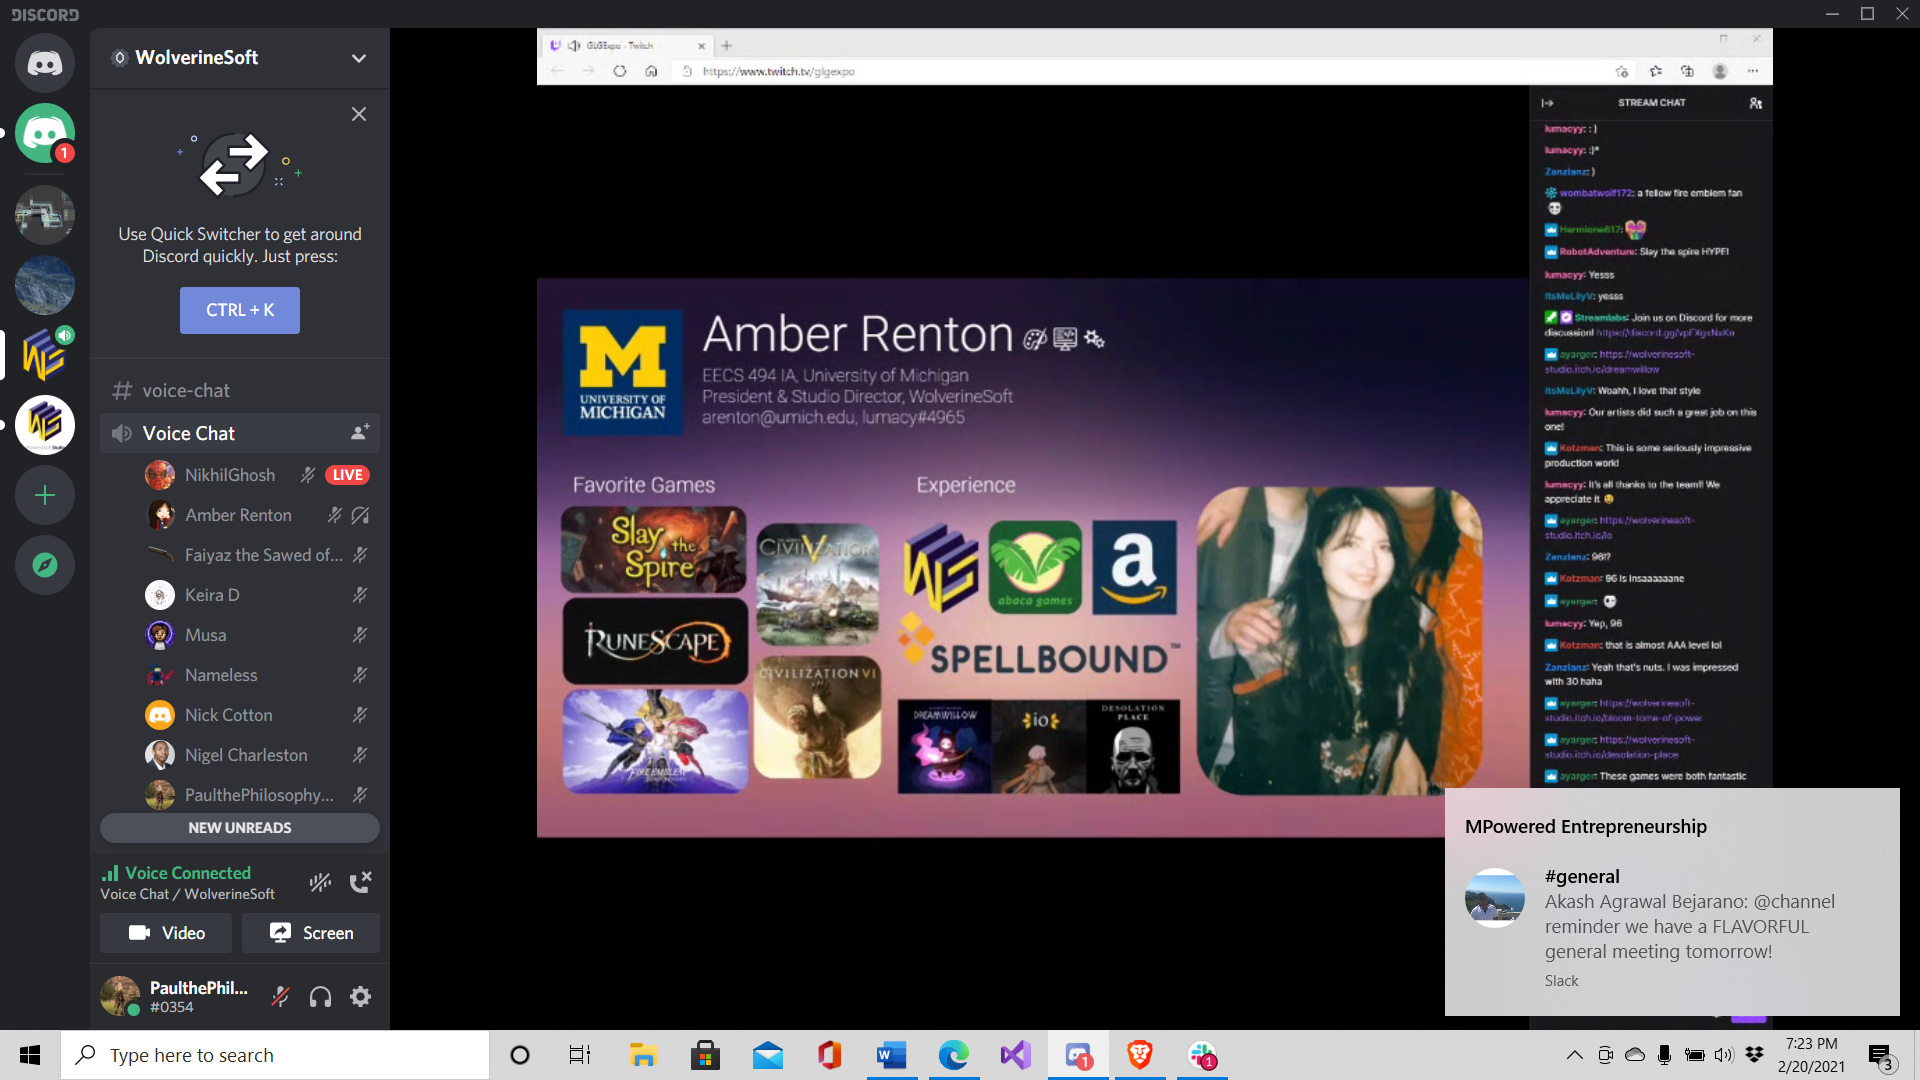 DISCORD
WolverineSoft
Use Quick Switcher to get around
Discord quickly. Just press:
CTRL + K
voice-chat
Voice Chat
NikhilGhosh LIVE
Amber Renton
Faiyaz the Sawed of...
Keira D
Musa
Nameless
Nick Cotton
Nigel Charleston
PaulthePhilosophy...
NEW UNREADS
Voice Connected
Voice Chat / WolverineSoft
Video Screen
PaulthePhil...
#0354
1
GLGExpo - Twitch
https://www.twitch.tv/glgexpo
UNIVERSITY OF
MICHIGAN
Amber Renton
EECS 494 IA, University of Michigan
President & Studio Director, WolverineSoft
arenton@umich.edu, lumacy#4965
Favorite Games
Slay the Spire
CIVILIZATION V
RUNESCAPE
CIVILIZATION VI
FIRE EMBLEM
Experience
abaca games
a
SPELLBOUND™
DREAMWILLOW
io
DESOLATION
PLACE
STREAM CHAT
lumacyy: : )
lumacyy: :)*
Zanzlanz: )
wombatwolf172: a fellow fire emblem fan
Hermione617:
RobotAdventure: Slay the spire HYPE!
lumacyy: Yesss
ItsMeLilyV: yesss
Streamlabs: Join us on Discord for more
discussion!
ayarger: https://wolverinesoft-
studio.itch.io/dreamwillow
ItsMeLilyV: Woahh, I love that style
lumacyy: Our artists did such a great job on this
one!
Kotzman: This is some seriously impressive
production work!
lumacyy: It's all thanks to the team!! We
appreciate it
ayarger: https://wolverinesoft-
studio.itch.io/io
Zanzlanz: 96!?
Kotzman: 96 is insaaaaane
ayarger:
lumacyy: Yep, 96
Kotzman: that is almost AAA level lol
Zanzlanz: Yeah that's nuts. I was impressed
with 30 haha
ayarger: https://wolverinesoft-
studio.itch.io/bloom-tome-of-power
ayarger: https://wolverinesoft-
studio.itch.io/desolation-place
ayarger: These games were both fantastic
MPowered Entrepreneurship
#general
Akash Agrawal Bejarano: @channel
reminder we have a FLAVORFUL
general meeting tomorrow!
Slack
Type here to search
1
1
7:23 PM
2/20/2021
3